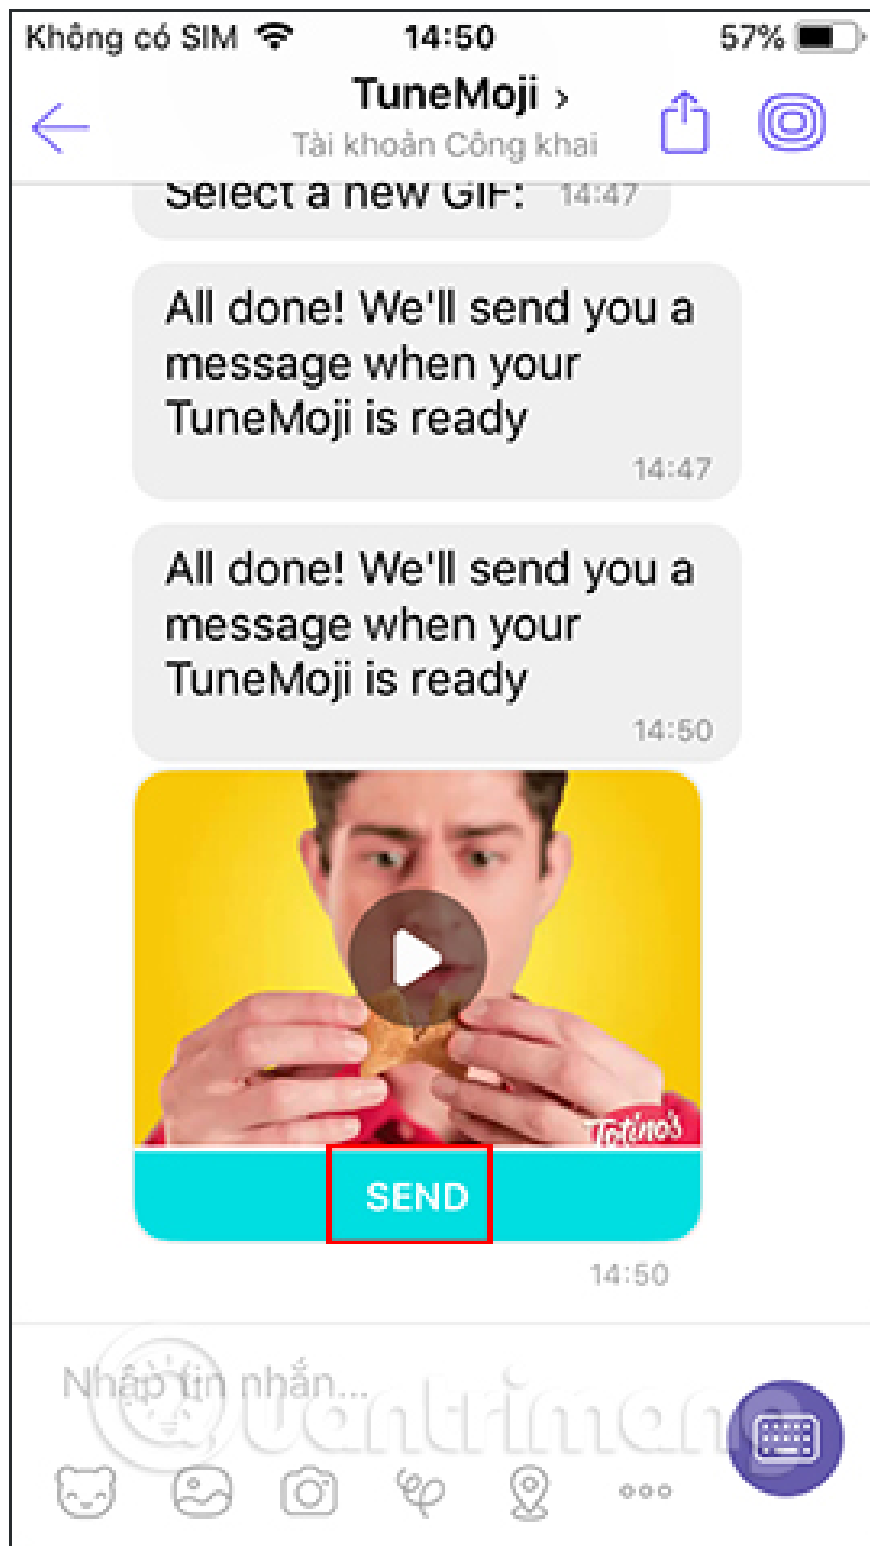 Không có SIM 14:50 57%
TuneMoji ›
Tài khoản Công khai
Select a new GIF: 14:47
All done! We'll send you a
message when your
TuneMoji is ready
14:47
All done! We'll send you a
message when your
TuneMoji is ready
14:50
Totino's
SEND
14:50
Nhập tin nhắn...
Quantrimang